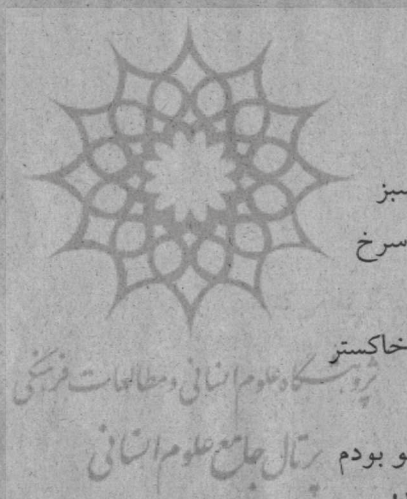 سبز
سرخ
خاکستر
پژوهشگاه علوم انسانی و مطالعات فرهنگی
و بودم
پرتال جامع علوم انسانی